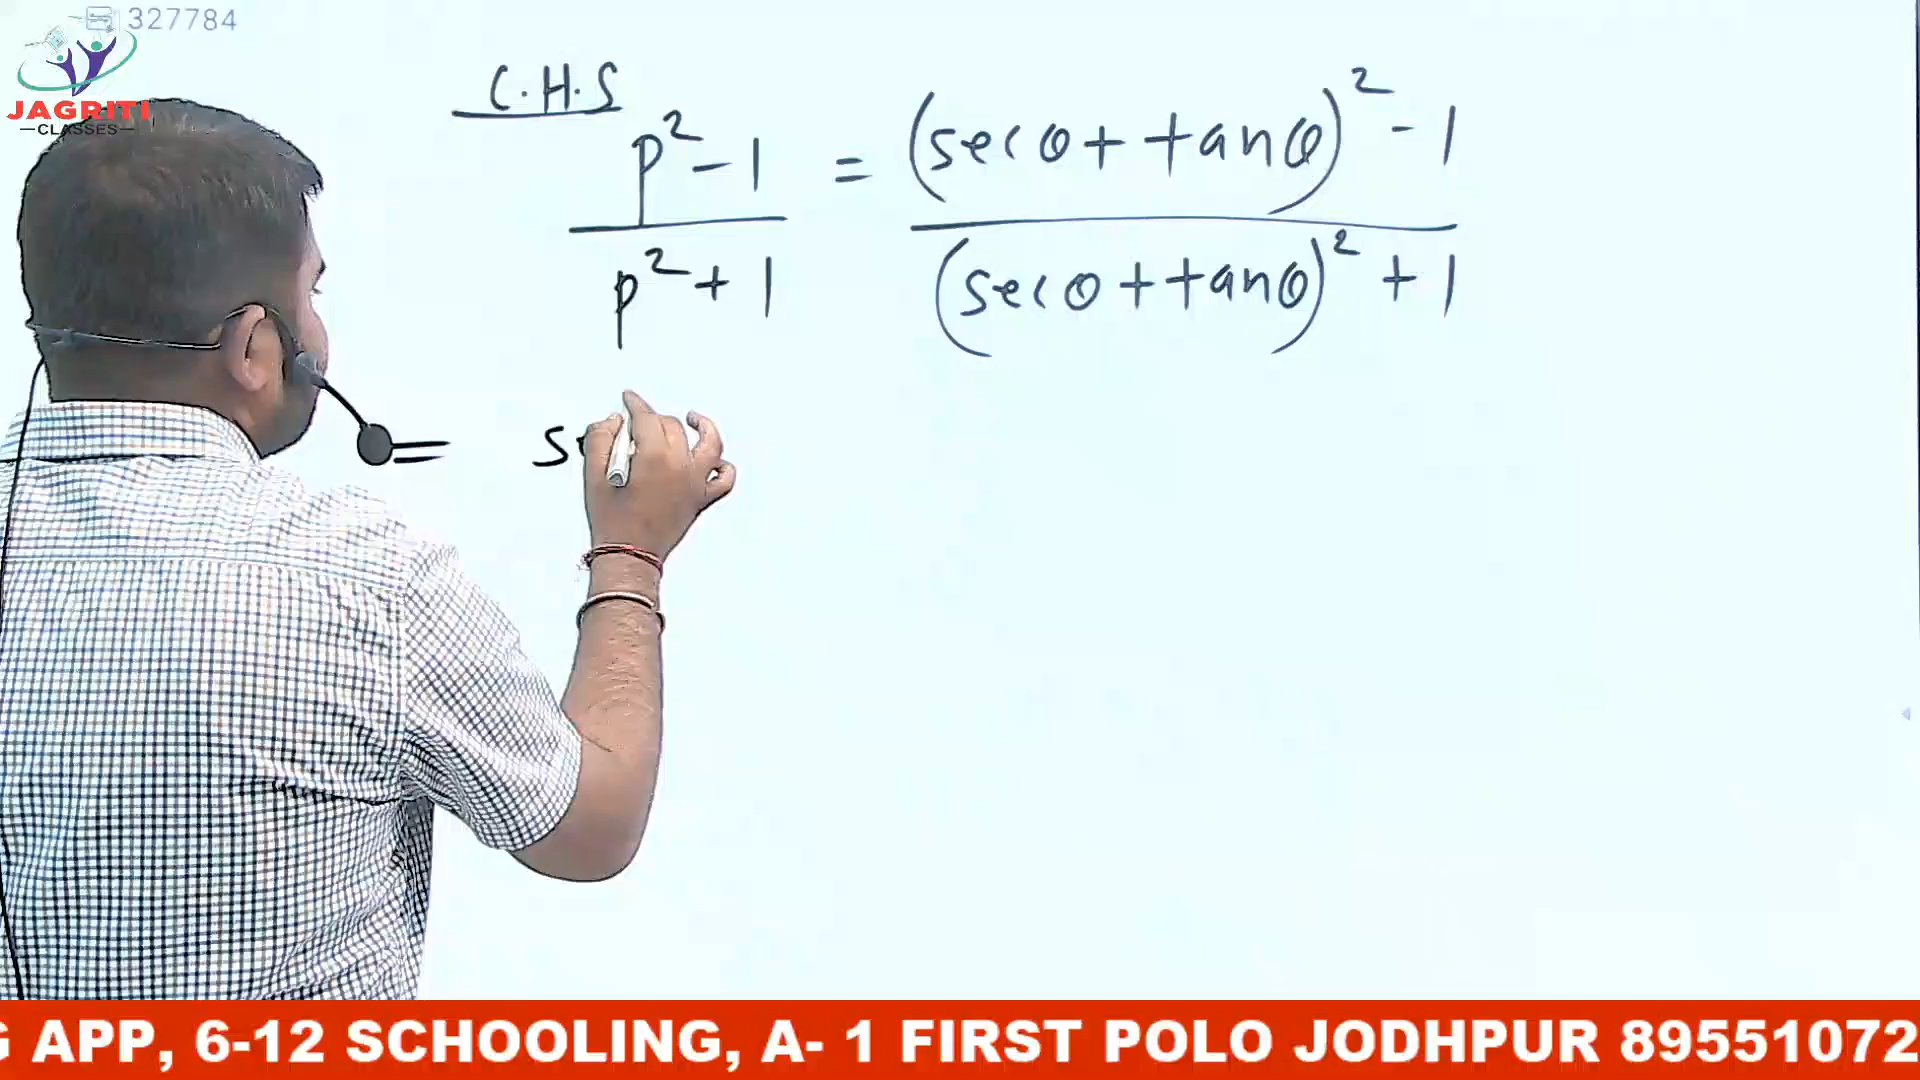 327784
JAGRITI
CLASSES
C.H.S
p² - 1 = (secθ + tanθ)² - 1
p² + 1 (secθ + tanθ)² + 1
=
G APP, 6-12 SCHOOLING, A- 1 FIRST POLO JODHPUR 89551072